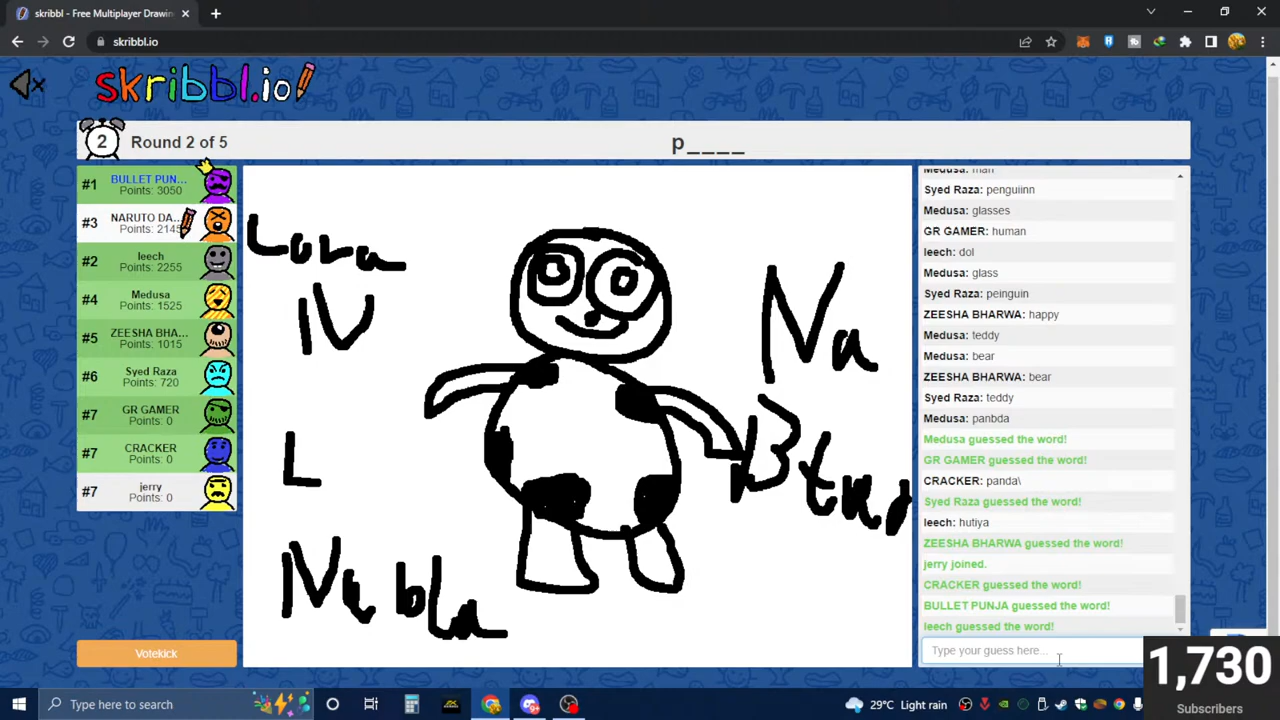 skribbl - Free Multiplayer Drawin
skribbl.io
skribbl.io
2
Round 2 of 5
p____
#1 BULLET PUN... Points: 3050
#3 NARUTO DA... Points: 2145
#2 leech Points: 2255
#4 Medusa Points: 1525
#5 ZEESHA BHA... Points: 1015
#6 Syed Raza Points: 720
#7 GR GAMER Points: 0
#7 CRACKER Points: 0
#7 jerry Points: 0
Votekick
N
L
Na bla
Na
Medusa: man
Syed Raza: penguiinn
Medusa: glasses
GR GAMER: human
leech: dol
Medusa: glass
Syed Raza: peinguin
ZEESHA BHARWA: happy
Medusa: teddy
Medusa: bear
ZEESHA BHARWA: bear
Syed Raza: teddy
Medusa: panbda
Medusa guessed the word!
GR GAMER guessed the word!
CRACKER: panda\
Syed Raza guessed the word!
leech: hutiya
ZEESHA BHARWA guessed the word!
jerry joined.
CRACKER guessed the word!
BULLET PUNJA guessed the word!
leech guessed the word!
Type your guess here...
1,730
Subscribers
Type here to search
29°C Light rain